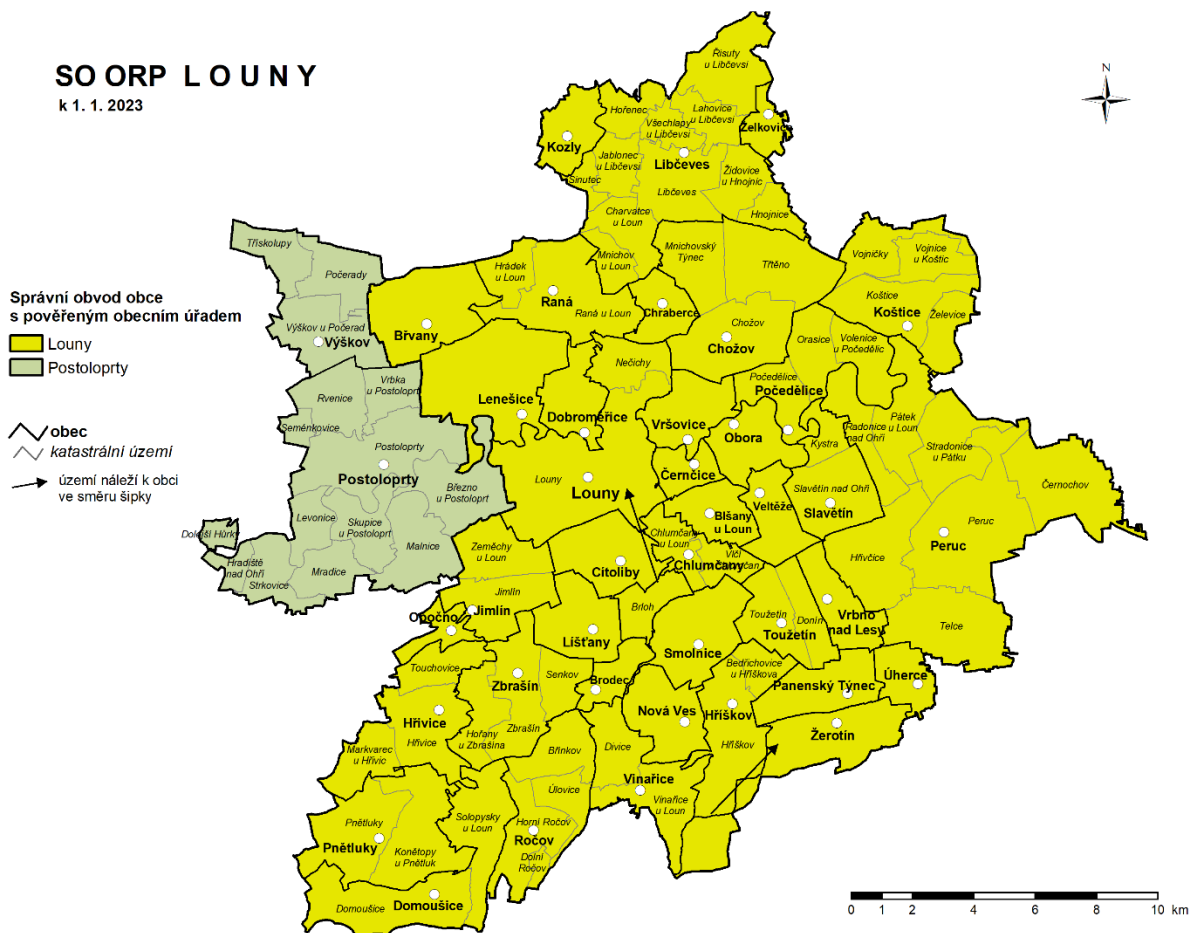 SO ORP LOUNY
k 1. 1. 2023
N
Správní obvod obce
s pověřeným obecním úřadem
Louny
Postoloprty
obec
katastrální území
území náleží k obci
ve směru šipky
Řisuty
u Libčevsi
Hořenec
Lahovice
u Libčevsi
Všechlapy
u Libčevsi
Kozly
Jablonec
u Libčevsi
Libčeves
Židovice
u Hnojnic
Sinutec
Libčeves
Charvatce
u Loun
Hnojnice
Třískolupy
Počerady
Hrádek
u Loun
Mnichov
u Loun
Mnichovský
Týnec
Třtěno
Vojničky
Vojnice
u Koštic
Raná
Raná u Loun
Chraberce
Koštice
Koštice
Želevice
Výškov u Počerad
Výškov
Břvany
Chožov
Chožov
Orasice
Volenice
u Počedělic
Nečichy
Vrbka
u Postoloprt
Rvenice
Seménkovice
Lenešice
Dobroměřice
Vršovice
Počedělice
Počedělice
Obora
Pátek
u Loun
Radonice
nad Ohří
Kystra
Stradonice
u Pátku
Postoloprty
Postoloprty
Březno
u Postoloprt
Louny
Louny
Černčice
Veltěže
Slavětín nad Ohří
Slavětín
Černochov
Levonice
Skupice
u Postoloprt
Malnice
Blšany
u Loun
Chlumčany
u Loun
Chlumčany
Peruc
Peruc
Hřivčice
Hradiště
nad Ohří
Strkovice
Mradice
Zeměchy
u Loun
Cítoliby
Jimlín
Jimlín
Opočno
Brloh
Líšťany
Toužetín
Toužetín
Donín
Vrbno
nad Lesy
Telce
Smolnice
Bedřichovice
u Hříškova
Touchovice
Zbrašín
Senkov
Brodec
Panenský Týnec
Úherce
Hřivice
Hřivice
Hořany
u Zbrašína
Zbrašín
Nová Ves
Hříškov
Hříškov
Žerotín
Markvarec
u Hřivic
Břínkov
Divice
Vinařice
Vinařice
u Loun
Úlovice
Solopysky
u Loun
Horní Ročov
Ročov
Dolní
Ročov
Pnětluky
Pnětluky
Konětopy
u Pnětluk
Domoušice
Domoušice
0 1 2 4 6 8 10 km